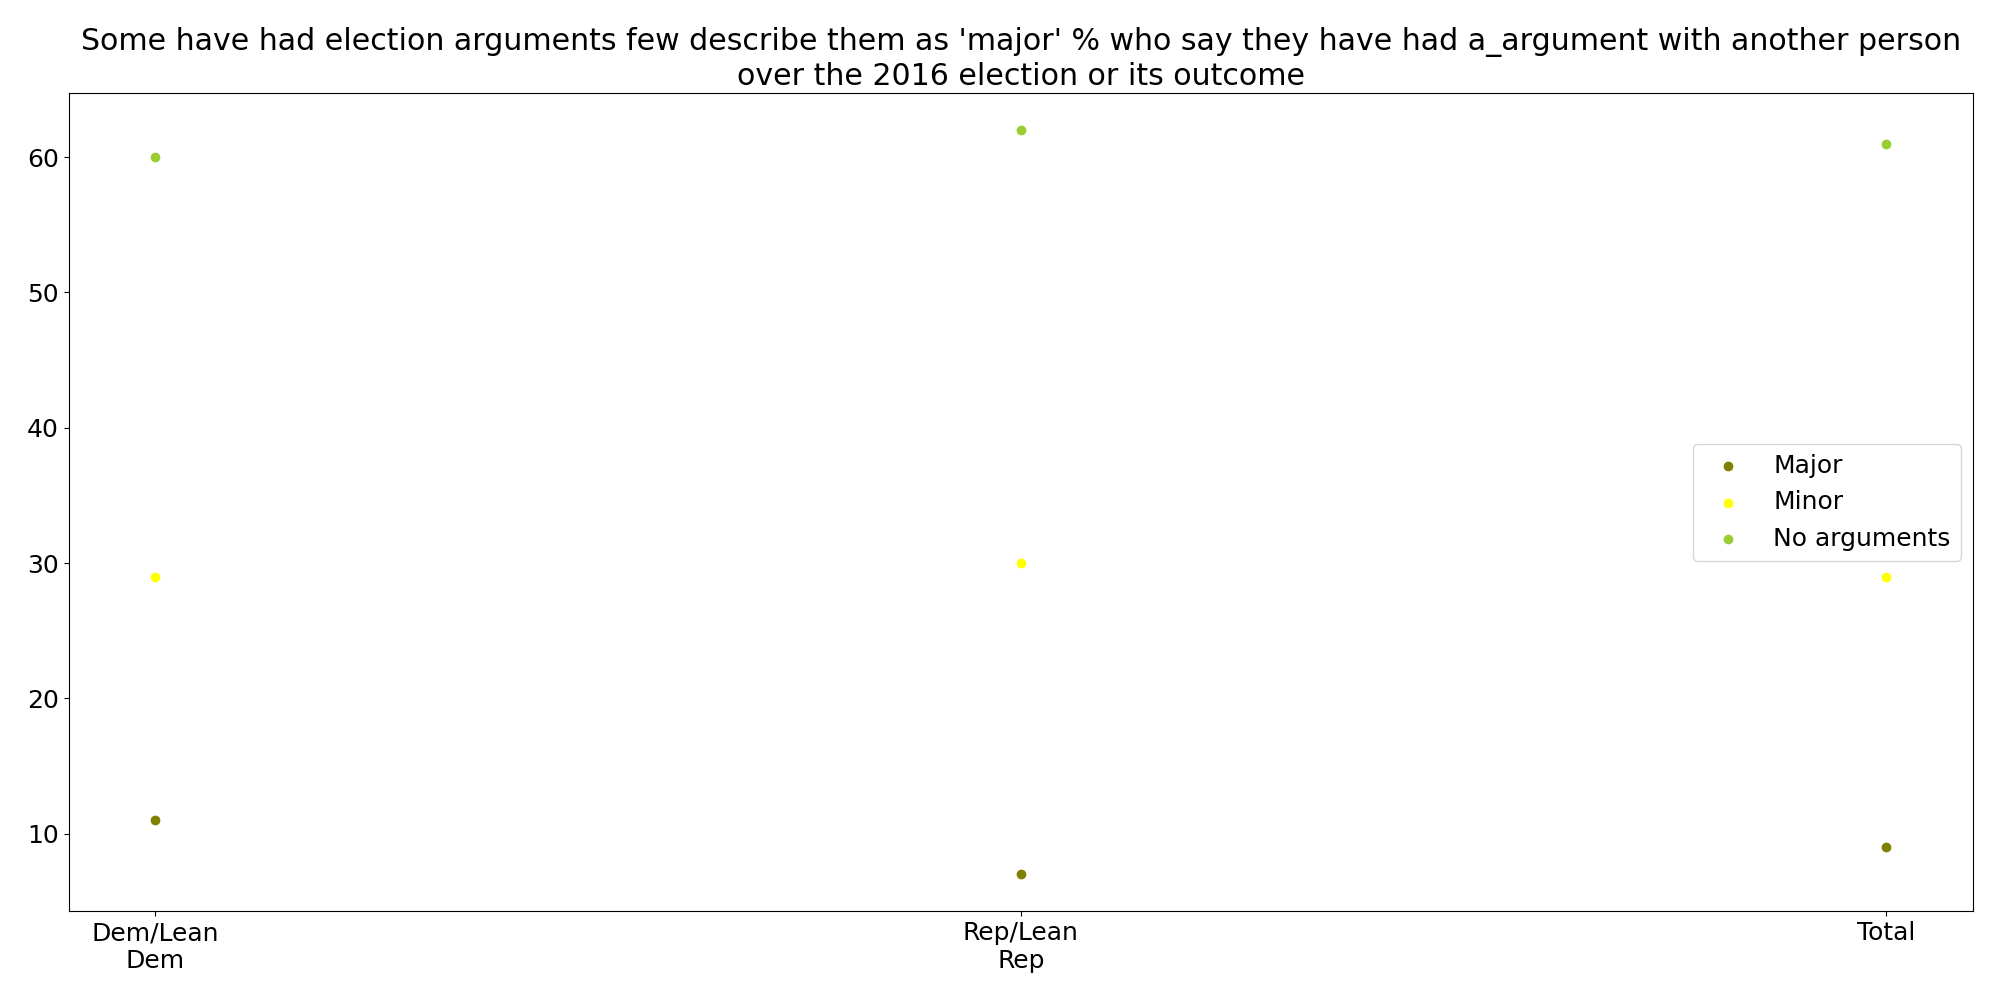 Some have had election arguments few describe them as 'major' % who say they have had a_argument with another person
over the 2016 election or its outcome
60
50
40
30
20
10
Major
Minor
No arguments
Dem/Lean
Dem
Rep/Lean
Rep
Total